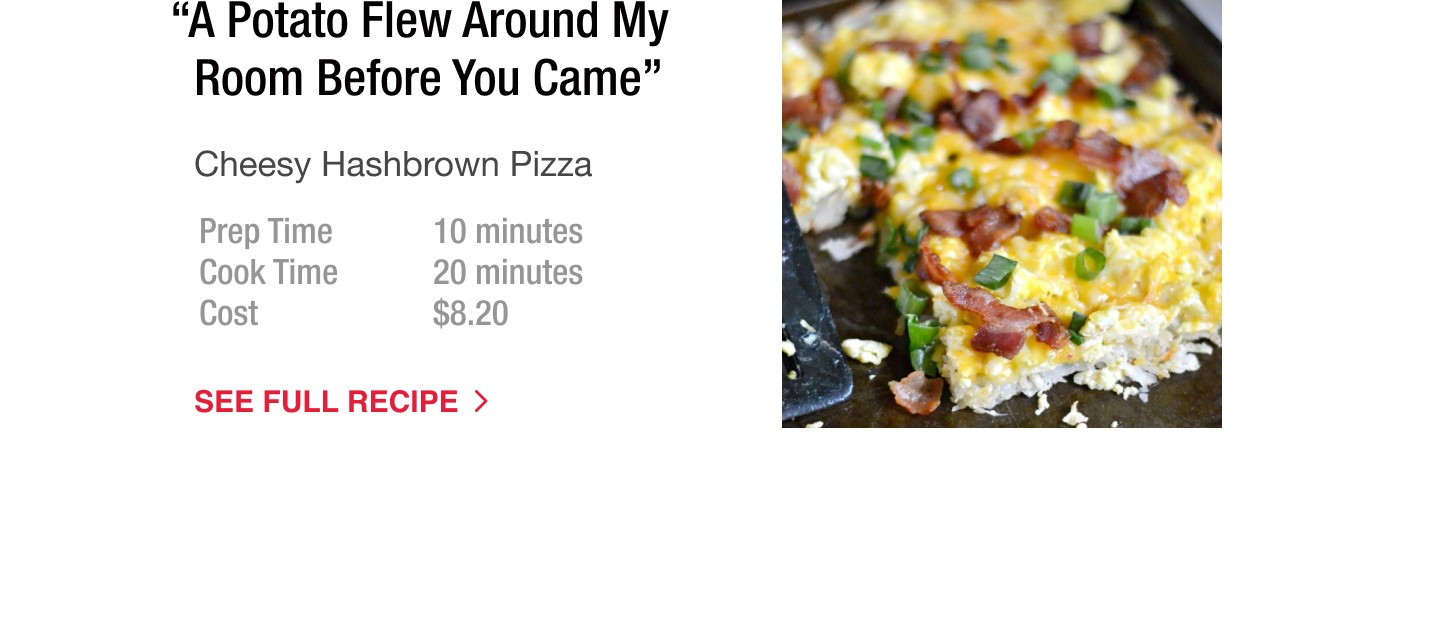 “A Potato Flew Around My
Room Before You Came”
Cheesy Hashbrown Pizza
Prep Time 10 minutes
Cook Time 20 minutes
Cost $8.20
SEE FULL RECIPE >